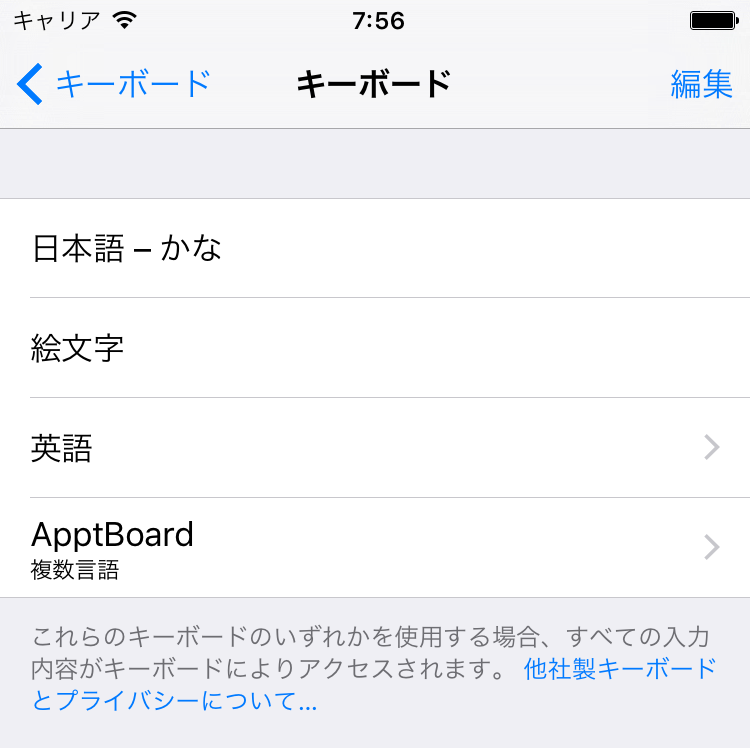 キャリア 7:56
キーボード キーボード 編集
日本語 – かな
絵文字
英語
ApptBoard
複数言語
これらのキーボードのいずれかを使用する場合、すべての入力
内容がキーボードによりアクセスされます。 他社製キーボード
とプライバシーについて...